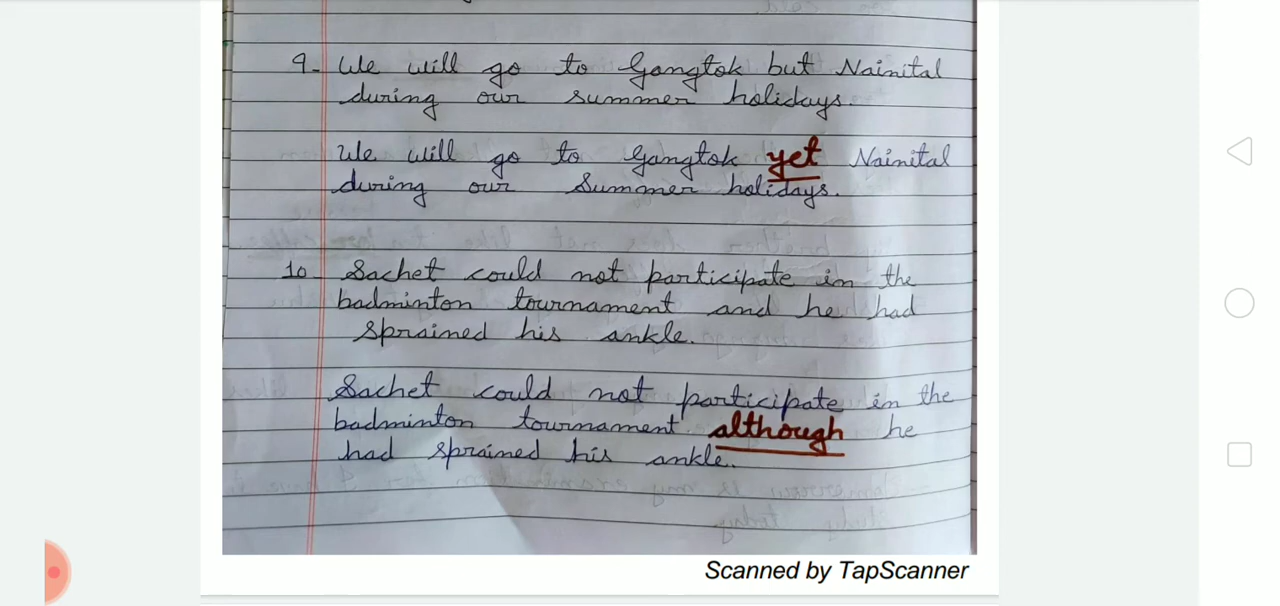 9- We will go to Gangtok but Nainital
during our summer holidays.
We will go to Gangtok yet Nainital
during our Summer holidays.
10 Sachet could not participate in the
badminton tournament and he had
sprained his ankle.
Sachet could not participate in the
badminton tournament although he
had sprained his ankle.
Scanned by TapScanner